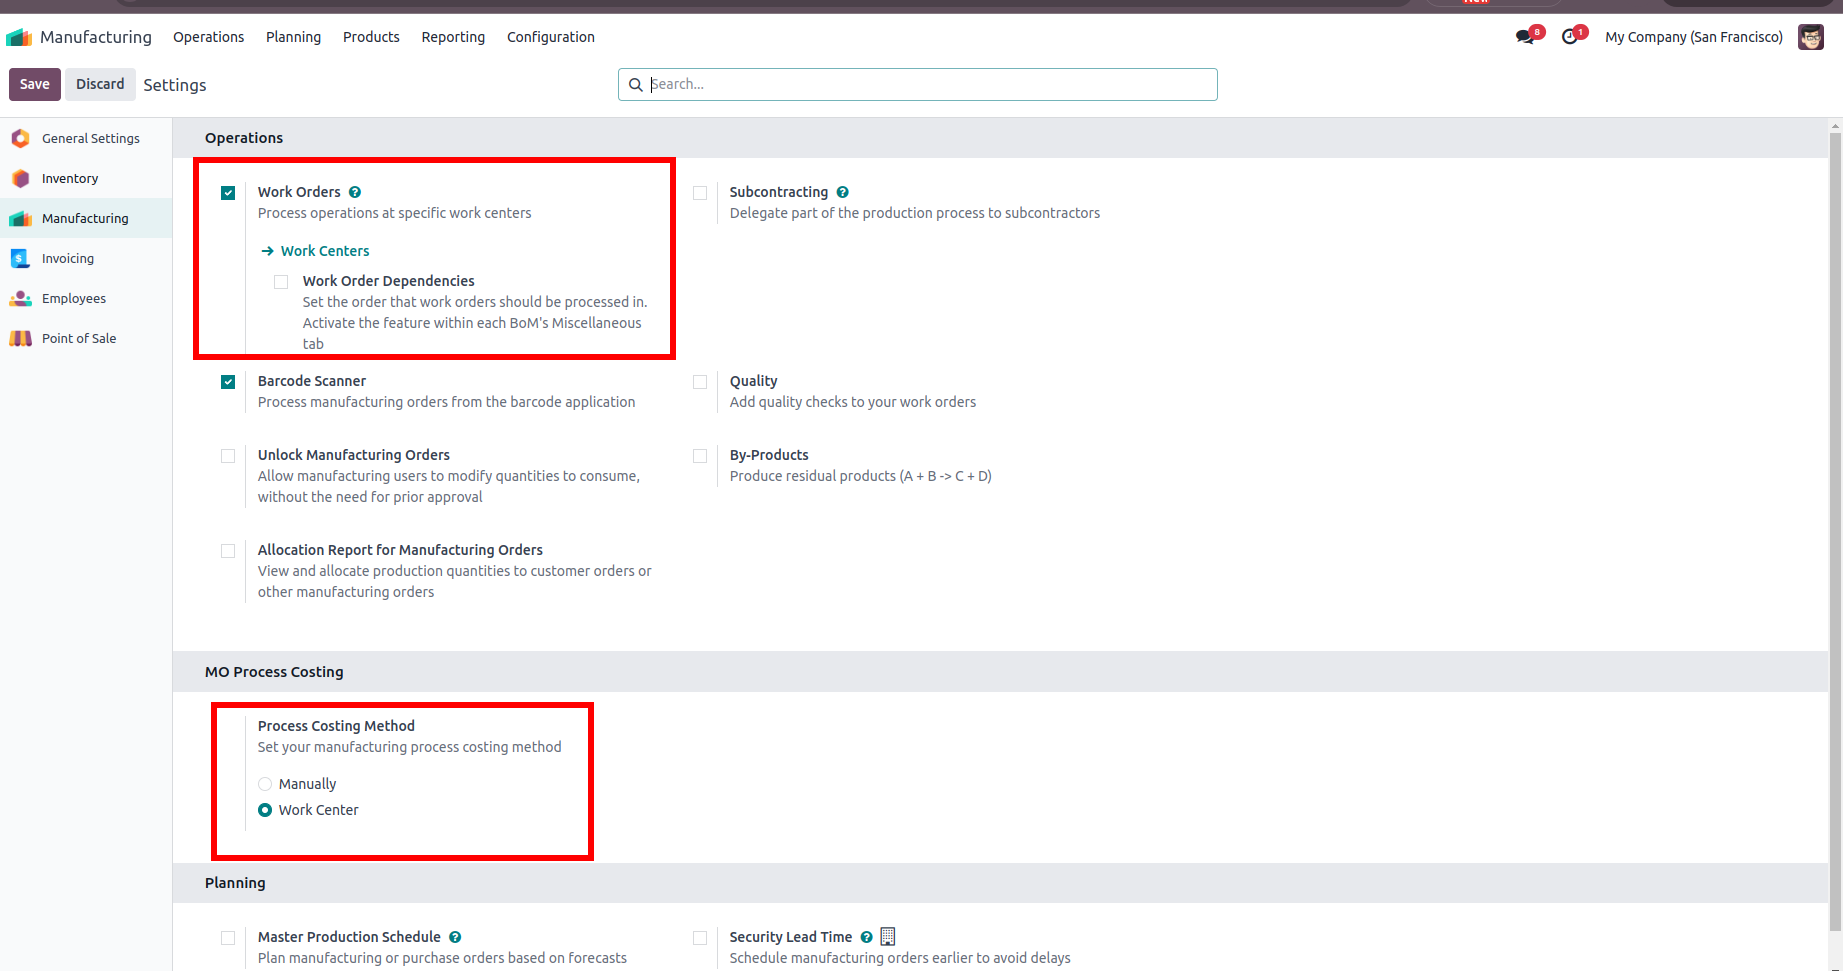 New
Manufacturing Operations Planning Products Reporting Configuration 8 1 My Company (San Francisco)
Save Discard Settings Search...
General Settings
Inventory
Manufacturing
Invoicing
Employees
Point of Sale
Operations
Work Orders ?
Process operations at specific work centers
Work Centers
Work Order Dependencies
Set the order that work orders should be processed in.
Activate the feature within each BoM's Miscellaneous
tab
Subcontracting ?
Delegate part of the production process to subcontractors
Barcode Scanner
Process manufacturing orders from the barcode application
Quality
Add quality checks to your work orders
Unlock Manufacturing Orders
Allow manufacturing users to modify quantities to consume,
without the need for prior approval
By-Products
Produce residual products (A + B -> C + D)
Allocation Report for Manufacturing Orders
View and allocate production quantities to customer orders or
other manufacturing orders
MO Process Costing
Process Costing Method
Set your manufacturing process costing method
Manually
Work Center
Planning
Master Production Schedule ?
Plan manufacturing or purchase orders based on forecasts
Security Lead Time ?
Schedule manufacturing orders earlier to avoid delays